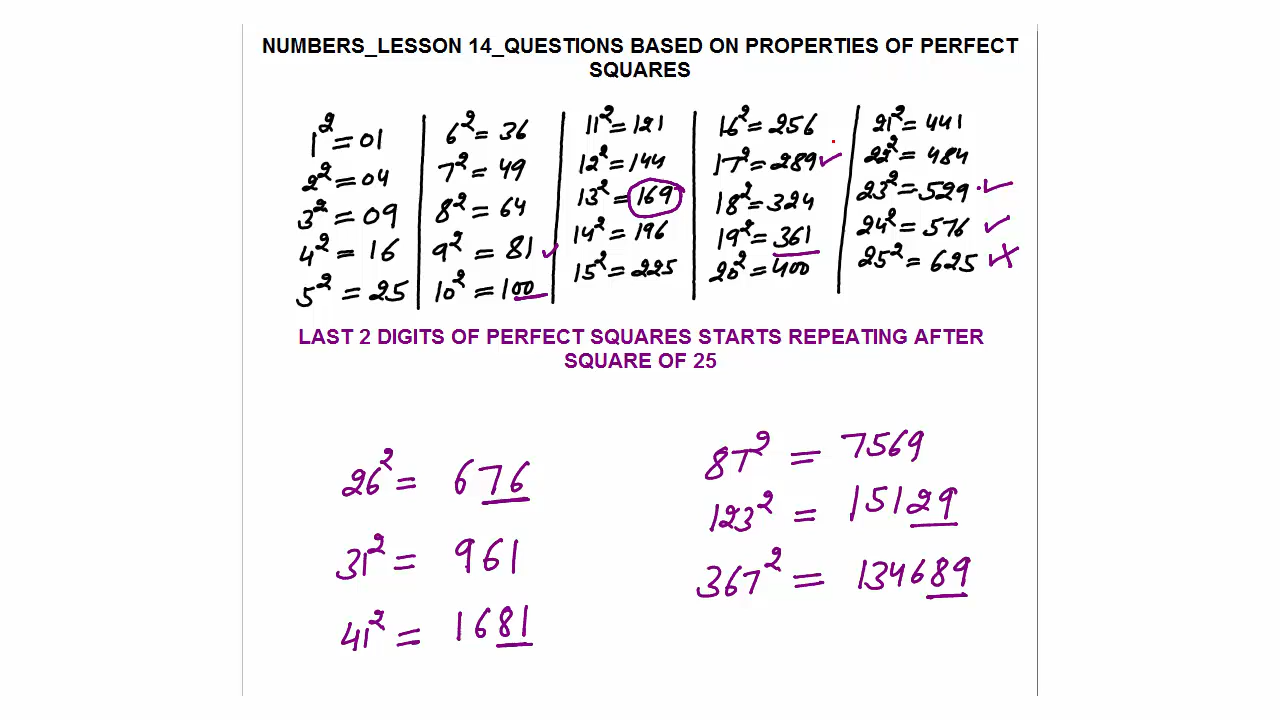 NUMBERS_LESSON 14_QUESTIONS BASED ON PROPERTIES OF PERFECT
SQUARES
1² = 01
2² = 04
3² = 09
4² = 16
5² = 25
6² = 36
7² = 49
8² = 64
9² = 81
10² = 100
11² = 121
12² = 144
13² = 169
14² = 196
15² = 225
16² = 256
17² = 289
18² = 324
19² = 361
20² = 400
21² = 441
22² = 484
23² = 529
24² = 576
25² = 625
LAST 2 DIGITS OF PERFECT SQUARES STARTS REPEATING AFTER
SQUARE OF 25
26² = 676
31² = 961
41² = 1681
87² = 7569
123² = 15129
367² = 134689